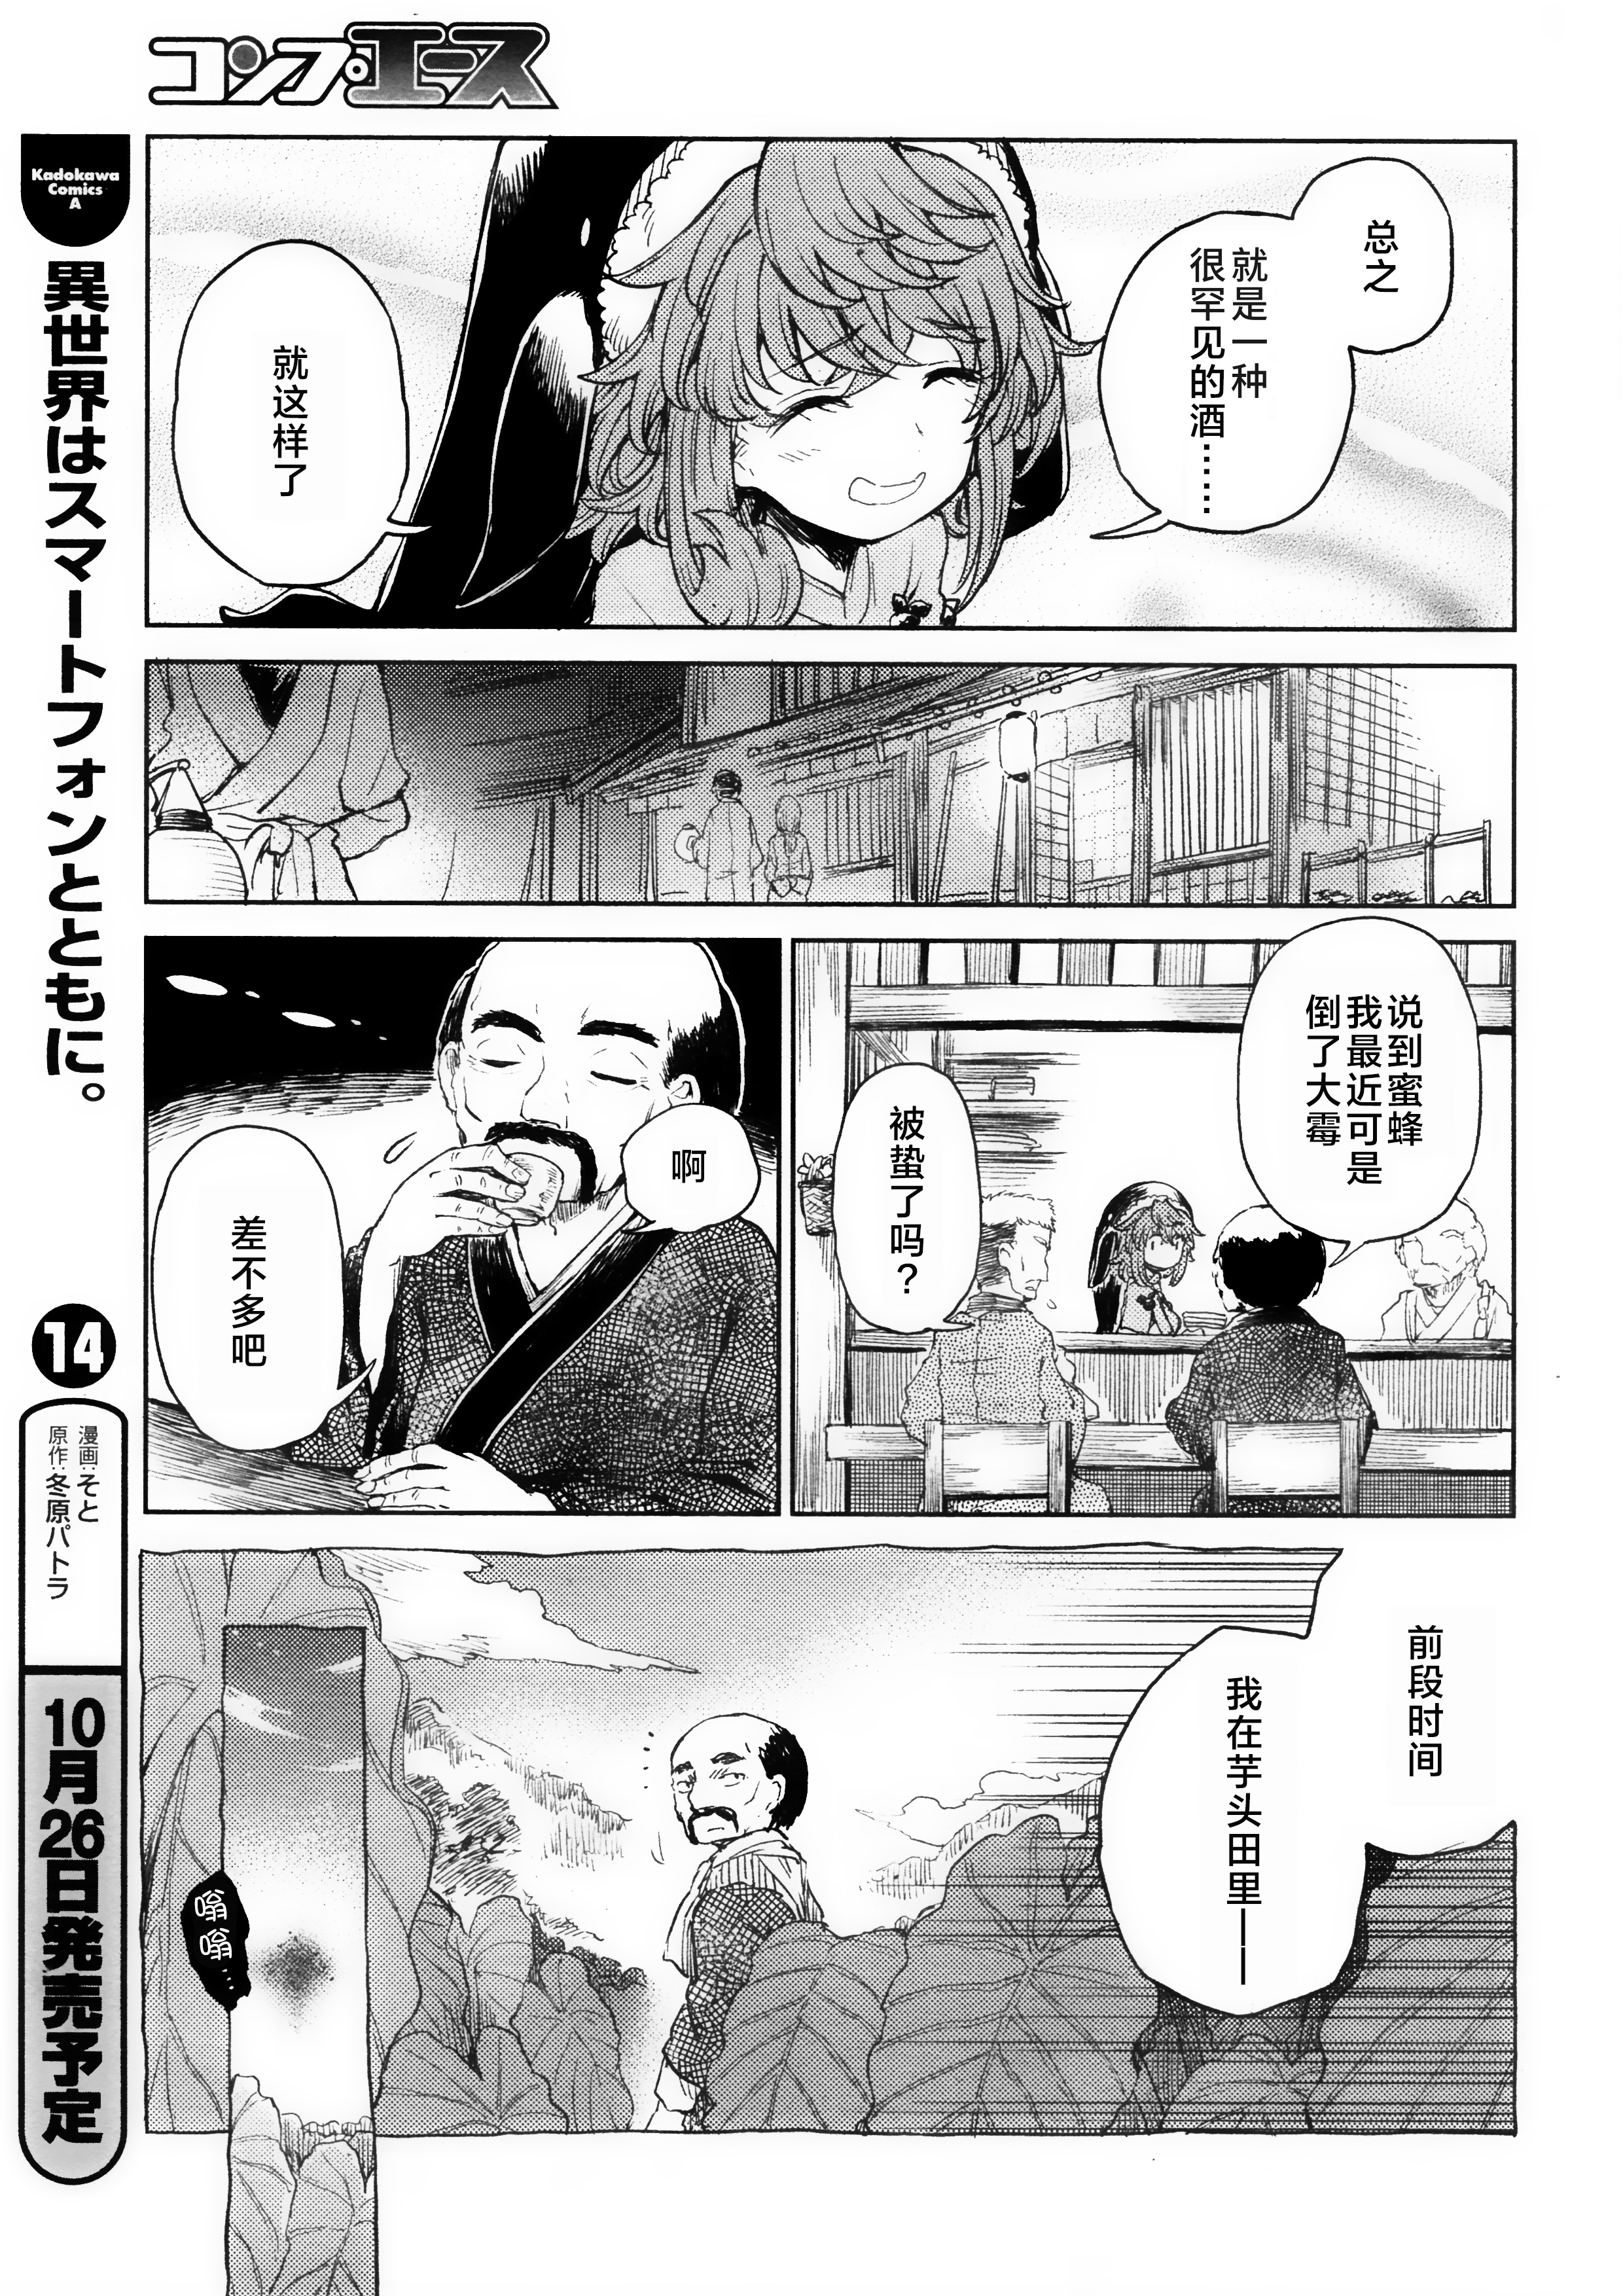 コンプエース
总之
就是一种
很罕见的酒……
就这样了
说到蜜蜂
我最近可是
倒了大霉
被蛰了吗?
啊
差不多吧
前段时间
我在芋头田里——
嗡嗡…
Kadokawa
Comics
A
異世界はスマートフォンとともに。
14
漫画:そと
原作:冬原パトラ
10月26日発売予定